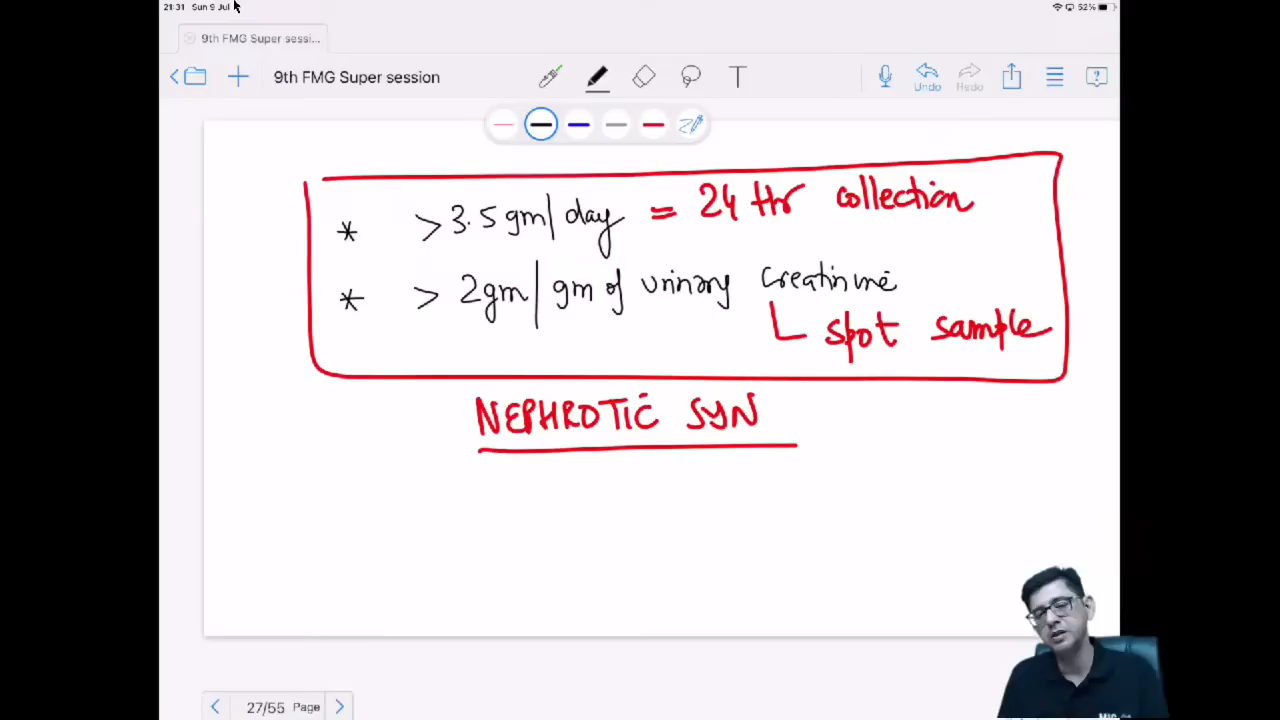 21:31 Sun 9 Jul
52%
9th FMG Super sessi...
9th FMG Super session
T
Undo
Redo
* >3.5 gm/day = 24 Hr collection
* > 2gm/gm of urinary creatinine
spot sample
NEPHROTIC SYN
27/55 Page